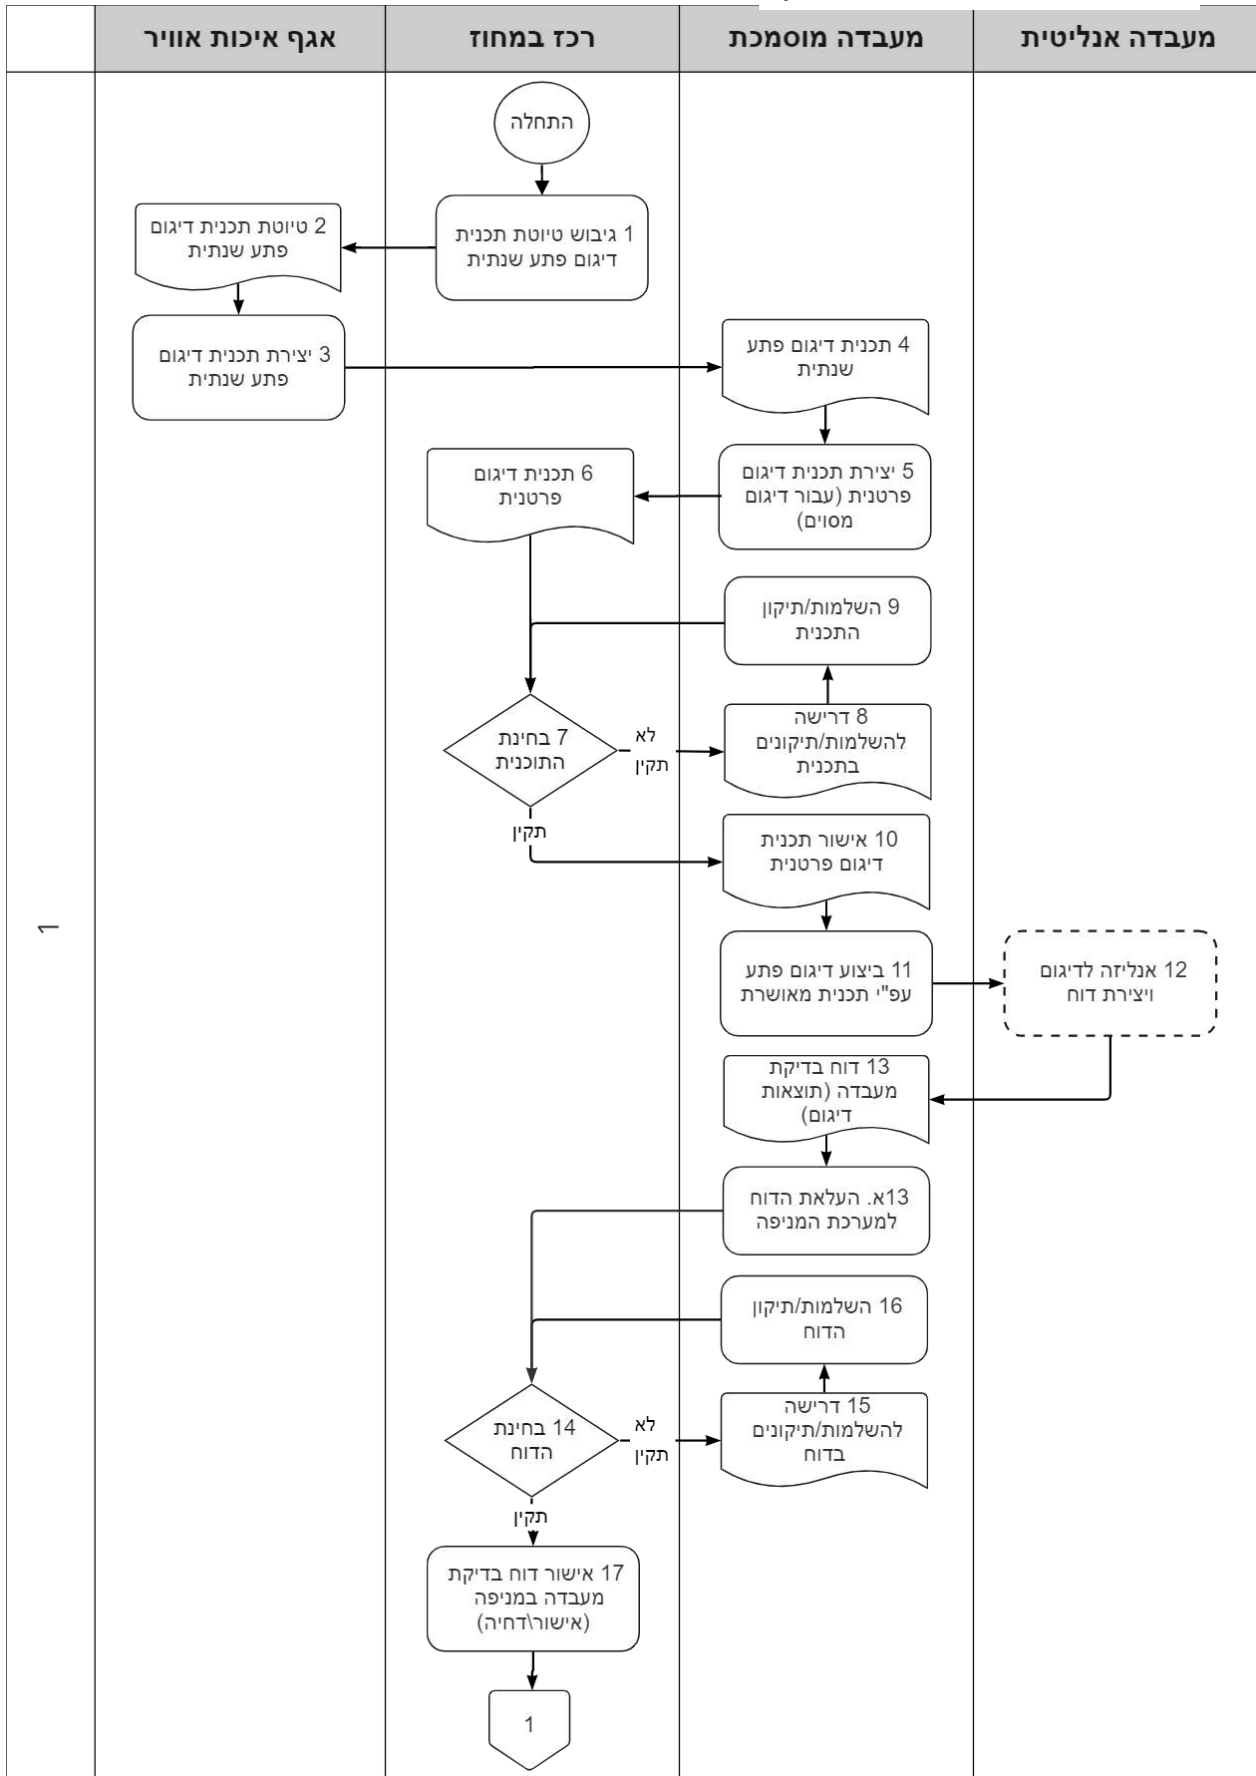 מעבדה אנליטית
מעבדה מוסמכת
רכז במחוז
אגף איכות אוויר
1
התחלה
1 גיבוש טיוטת תכנית
דיגום פתע שנתית
2 טיוטת תכנית דיגום
פתע שנתית
3 יצירת תכנית דיגום
פתע שנתית
4 תכנית דיגום פתע
שנתית
5 יצירת תכנית דיגום
פרטנית (עבור דיגום
מסוים)
6 תכנית דיגום
פרטנית
9 השלמות/תיקון
התכנית
7 בחינת
התוכנית
לא
תקין
8 דרישה
להשלמות/תיקונים
בתכנית
תקין
10 אישור תכנית
דיגום פרטנית
11 ביצוע דיגום פתע
עפ"י תכנית מאושרת
12 אנליזה לדיגום
ויצירת דוח
13 דוח בדיקת
מעבדה (תוצאות
דיגום)
13א. העלאת הדוח
למערכת המניפה
16 השלמות/תיקון
הדוח
14 בחינת
הדוח
לא
תקין
15 דרישה
להשלמות/תיקונים
בדוח
תקין
17 אישור דוח בדיקת
מעבדה במניפה
(אישור\דחיה)
1